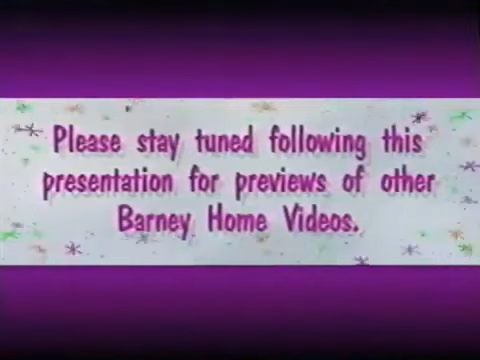 Please stay tuned following this
presentation for previews of other
Barney Home Videos.